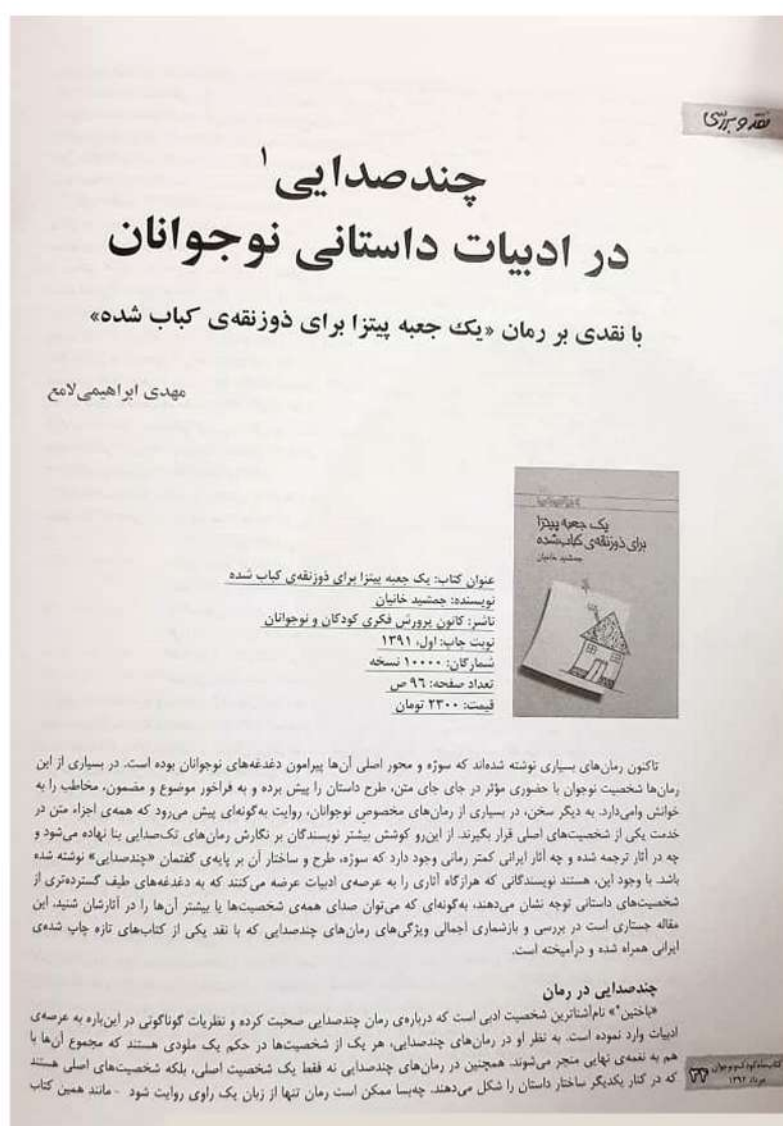 نقد و بررسی
چندصدایی۱
در ادبیات داستانی نوجوانان
با نقدی بر رمان «یک جعبه پیتزا برای ذوزنقه‌ی کباب شده»
مهدی ابراهیمی‌لامع
یک جعبه پیتزا
برای ذوزنقه‌ی کباب‌شده
جمشید خانیان
عنوان کتاب: یک جعبه پیتزا برای ذوزنقه‌ی کباب شده
نویسنده: جمشید خانیان
ناشر: کانون پرورش فکری کودکان و نوجوانان
نوبت چاپ: اول، ۱۳۹۱
شمارگان: ۱۰۰۰۰ نسخه
تعداد صفحه: ۹۶ ص
قیمت: ۲۳۰۰ تومان
تاکنون رمان‌های بسیاری نوشته شده‌اند که سوژه و محور اصلی آن‌ها پیرامون دغدغه‌های نوجوانان بوده است. در بسیاری از این
رمان‌ها شخصیت نوجوان با حضوری مؤثر در جای جای متن، طرح داستان را پیش برده و به فراخور موضوع و مضمون، مخاطب را به
خوانش وامی‌دارد. به دیگر سخن، در بسیاری از رمان‌های مخصوص نوجوانان، روایت به‌گونه‌ای پیش می‌رود که همه‌ی اجزاء متن در
خدمت یکی از شخصیت‌های اصلی قرار بگیرند. از این‌رو کوشش بیشتر نویسندگان بر نگارش رمان‌های تک‌صدایی بنا نهاده می‌شود و
چه در آثار ترجمه شده و چه آثار ایرانی کمتر رمانی وجود دارد که سوژه، طرح و ساختار آن بر پایه‌ی گفتمان «چندصدایی» نوشته شده
باشد. با وجود این، هستند نویسندگانی که هرازگاه آثاری را به عرصه‌ی ادبیات عرضه می‌کنند که به دغدغه‌های طیف گسترده‌تری از
شخصیت‌های داستانی توجه نشان می‌دهند، به‌گونه‌ای که می‌توان صدای همه‌ی شخصیت‌ها یا بیشتر آن‌ها را در آثارشان شنید. این
مقاله جستاری است در بررسی و بازشماری اجمالی ویژگی‌های رمان‌های چندصدایی که با نقد یکی از کتاب‌های تازه چاپ شده‌ی
ایرانی همراه شده و درآمیخته است.
چندصدایی در رمان
«باختین» نام‌آشناترین شخصیت ادبی است که درباره‌ی رمان چندصدایی صحبت کرده و نظریات گوناگونی در این‌باره به عرصه‌ی
ادبیات وارد نموده است. به نظر او در رمان‌های چندصدایی، هر یک از شخصیت‌ها در حکم یک ملودی هستند که مجموع آن‌ها با
هم به نغمه‌ی نهایی منجر می‌شوند. همچنین در رمان‌های چندصدایی نه فقط یک شخصیت اصلی، بلکه شخصیت‌های اصلی هستند
که در کنار یکدیگر ساختار داستان را شکل می‌دهند. چه‌بسا ممکن است رمان تنها از زبان یک راوی روایت شود - مانند همین کتاب
کتاب ماه کودک و نوجوان
مرداد ۱۳۹۲
۳۲